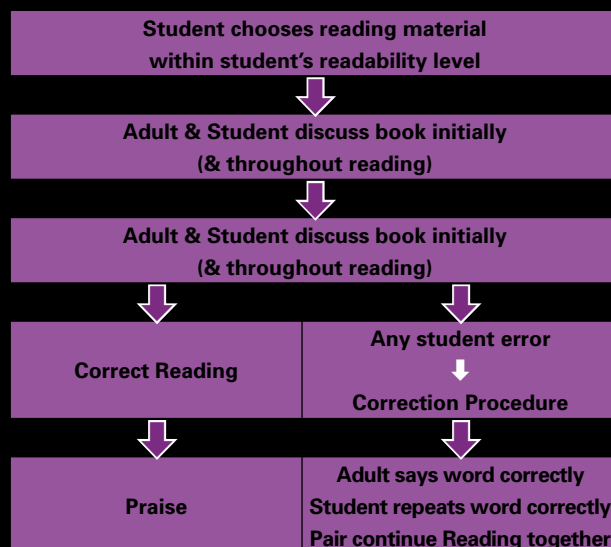 Student chooses reading material
within student's readability level
Adult & Student discuss book initially
(& throughout reading)
Adult & Student discuss book initially
(& throughout reading)
Correct Reading
Any student error
Correction Procedure
Praise
Adult says word correctly
Student repeats word correctly
Pair continue Reading together